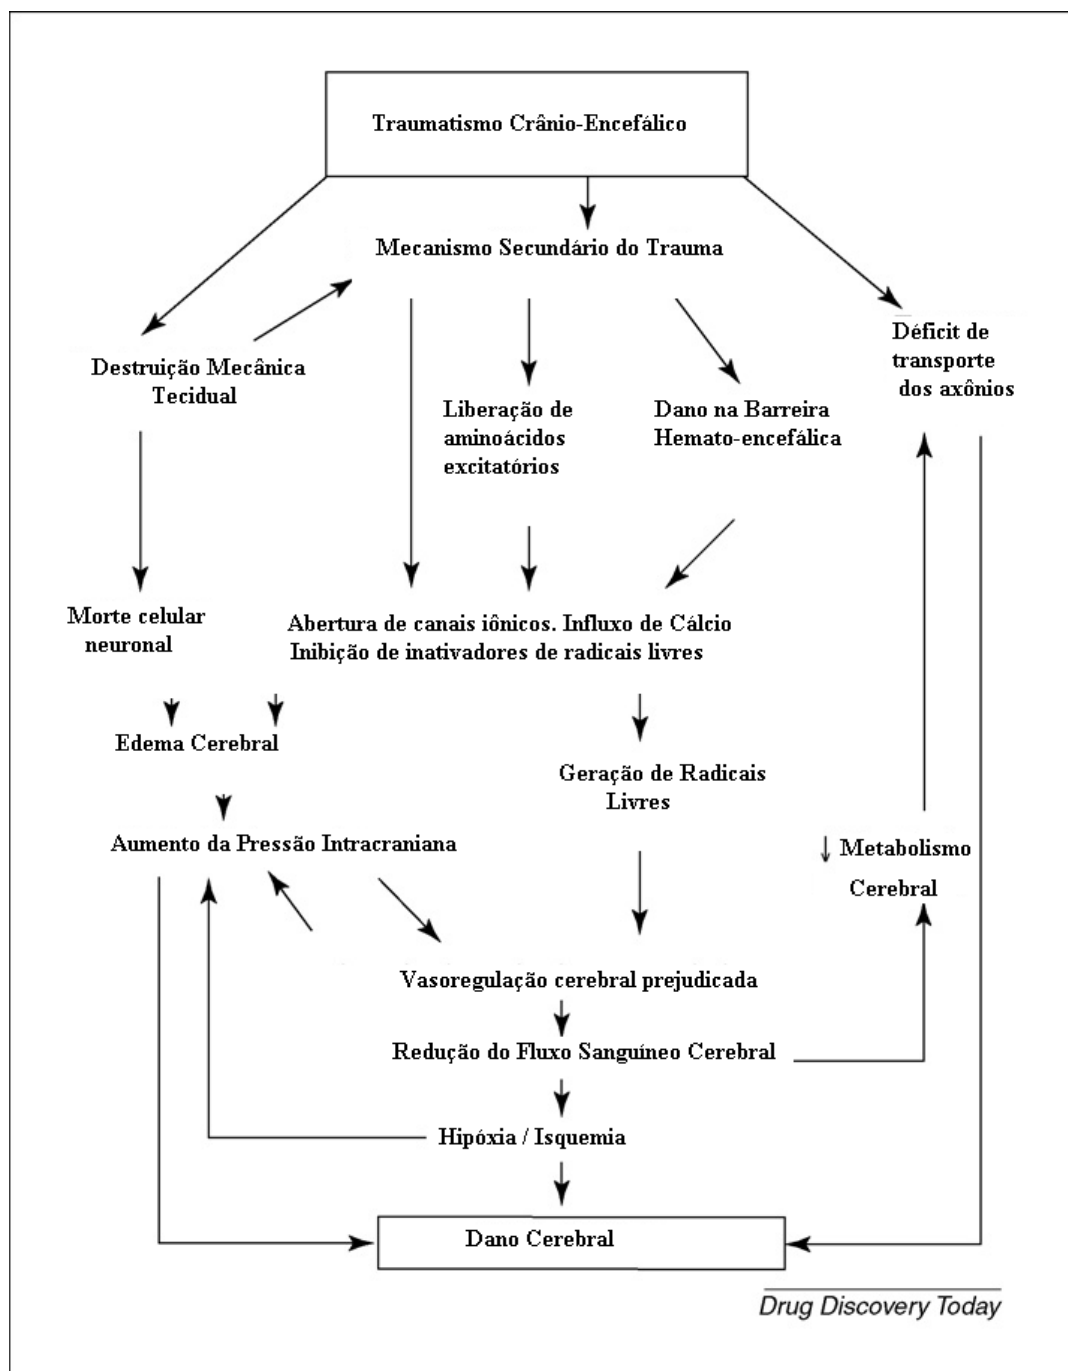 Traumatismo Crânio-Encefálico
Mecanismo Secundário do Trauma
Destruição Mecânica
Tecidual
Déficit de
transporte
dos axônios
Liberação de
aminoácidos
excitatórios
Dano na Barreira
Hemato-encefálica
Morte celular
neuronal
Abertura de canais iônicos. Influxo de Cálcio
Inibição de inativadores de radicais livres
Edema Cerebral
Geração de Radicais
Livres
Aumento da Pressão Intracraniana
↓ Metabolismo
Cerebral
Vasoregulação cerebral prejudicada
Redução do Fluxo Sanguíneo Cerebral
Hipóxia / Isquemia
Dano Cerebral
Drug Discovery Today